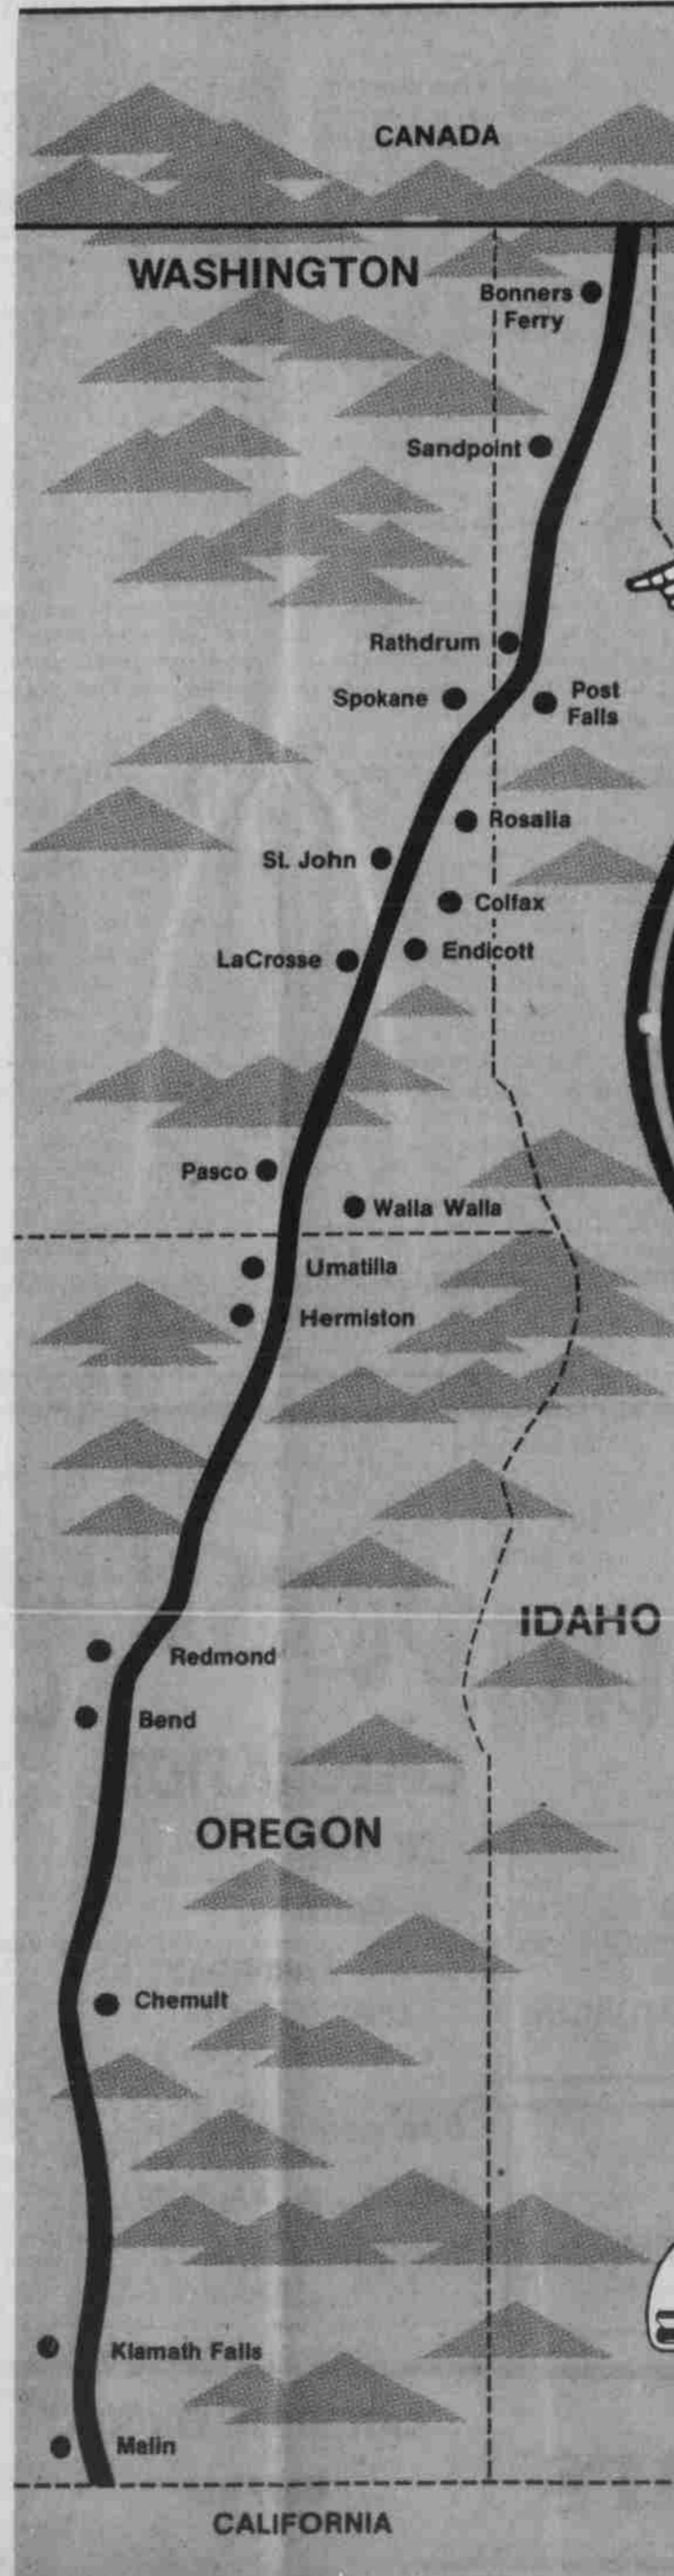 CANADA
WASHINGTON
Bonners
Ferry
Sandpoint
Rathdrum
Spokane
Post
Falls
Rosalia
St. John
Colfax
LaCrosse
Endicott
Pasco
Walla Walla
Umatilla
Hermiston
IDAHO
Redmond
Bend
OREGON
Chemult
Klamath Falls
Malin
CALIFORNIA